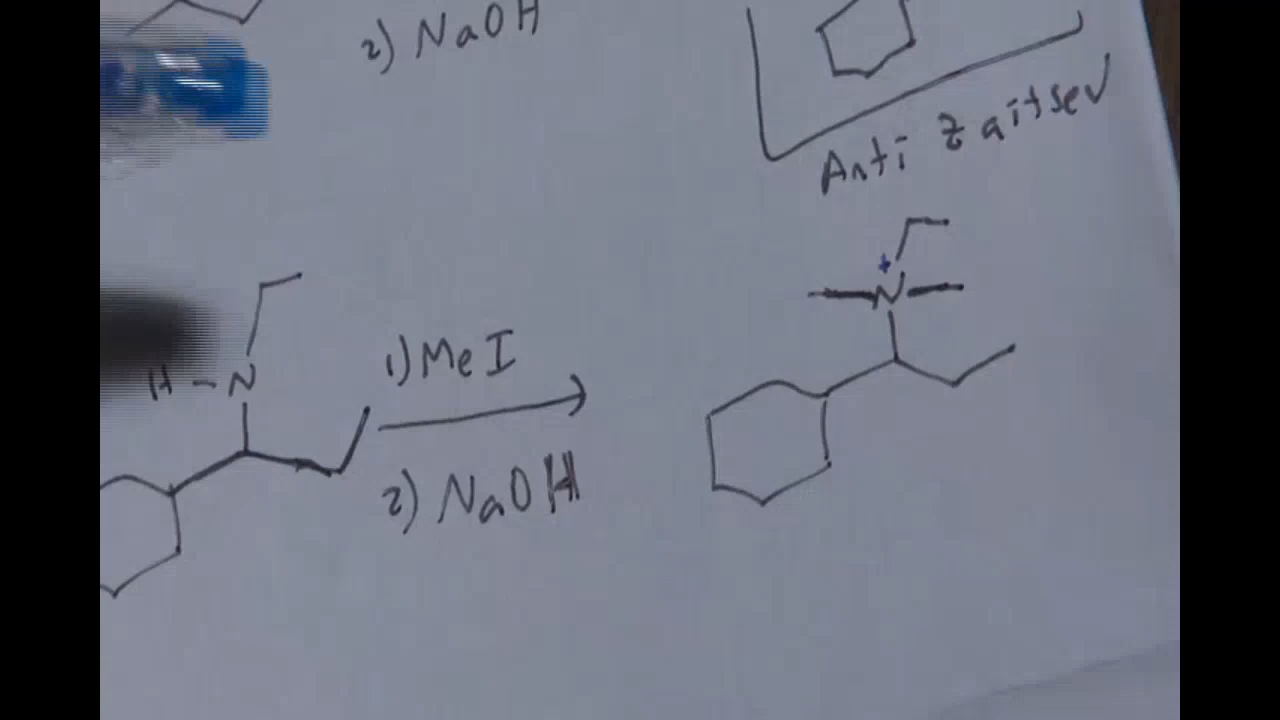 2) NaOH
Anti Zaitsev
+
N
H-N
1) MeI
2) NaOH